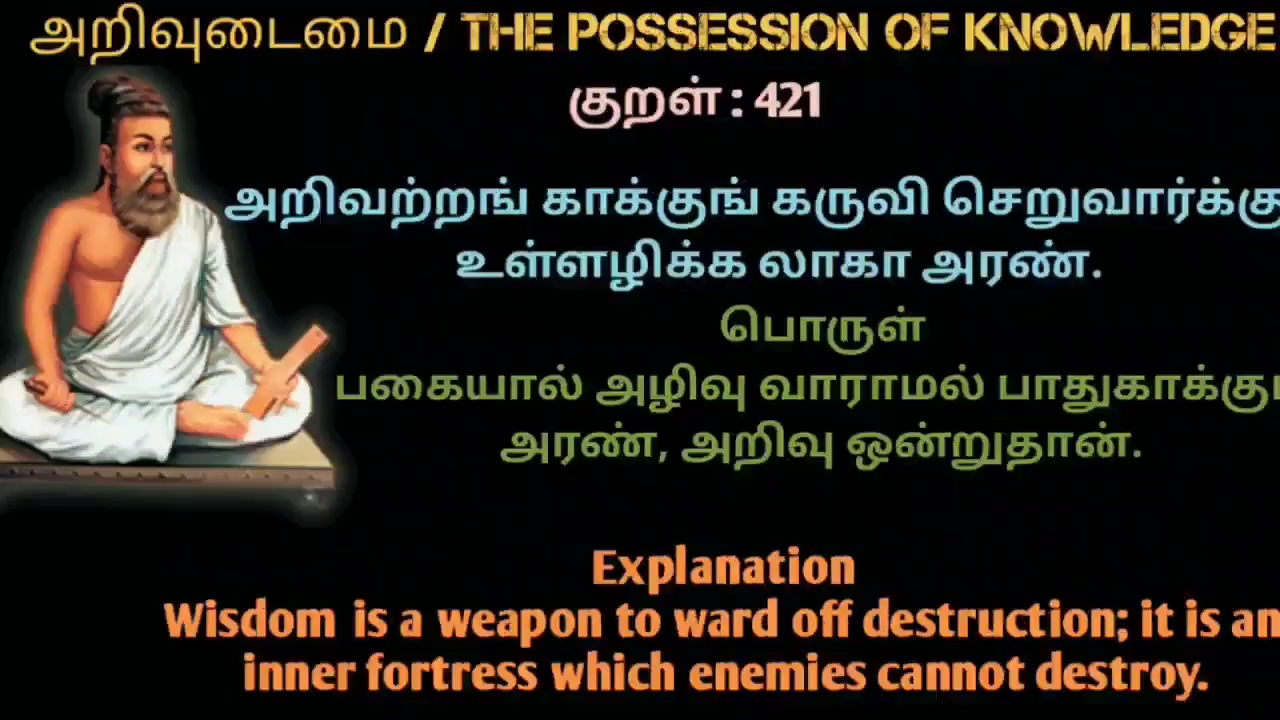 அறிவுடைமை / THE POSSESSION OF KNOWLEDGE
குறள் : 421
அறிவற்றங் காக்குங் கருவி செறுவார்க்கு
உள்ளழிக்க லாகா அரண்.
பொருள்
பகையால் அழிவு வாராமல் பாதுகாக்கு
அரண், அறிவு ஒன்றுதான்.
Explanation
Wisdom is a weapon to ward off destruction; it is an
inner fortress which enemies cannot destroy.